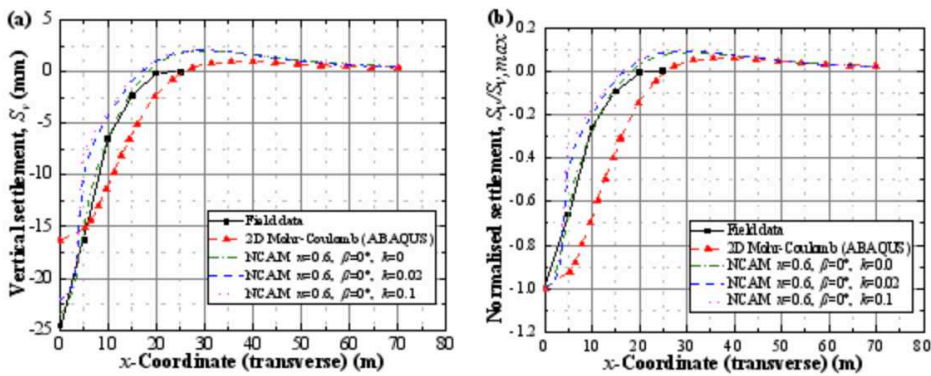 (a)
5
0
-5
-10
-15
-20
-25
Vertical settlement, Sᵥ (mm)
Field data
2D Mohr-Coulomb (ABAQUS)
NCAM n=0.6, β=0°, k=0
NCAM n=0.6, β=0°, k=0.02
NCAM n=0.6, β=0°, k=0.1
0 10 20 30 40 50 60 70 80
x-Coordinate (transverse) (m)
(b)
0.2
0.0
-0.2
-0.4
-0.6
-0.8
-1.0
-1.2
Normalised settlement, Sᵥ/Sᵥ,max
Field data
2D Mohr-Coulomb (ABAQUS)
NCAM n=0.6, β=0°, k=0.0
NCAM n=0.6, β=0°, k=0.02
NCAM n=0.6, β=0°, k=0.1
0 10 20 30 40 50 60 70 80
x-Coordinate (transverse) (m)